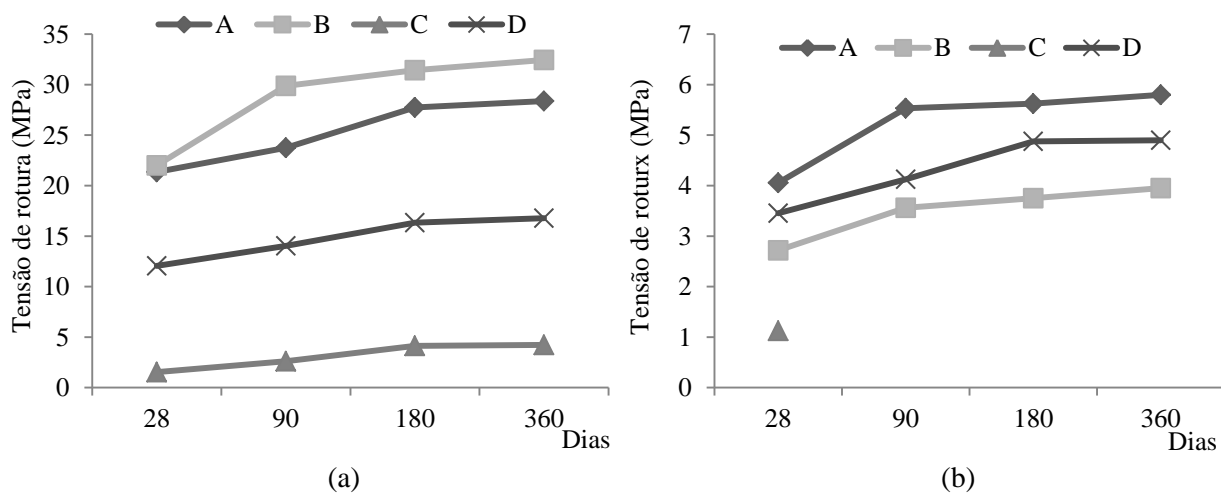 A B C D
Tensão de rotura (MPa)
35
30
25
20
15
10
5
0
28 90 180 360
Dias
(a)
A B C D
Tensão de roturx (MPa)
7
6
5
4
3
2
1
0
28 90 180 360
Dias
(b)